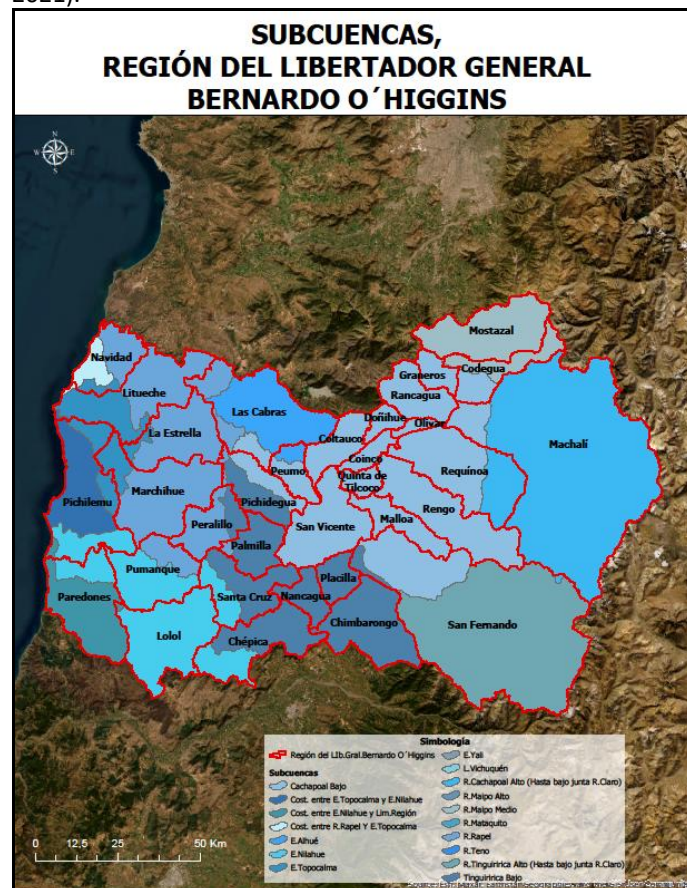 2021).
SUBCUENCAS,
REGIÓN DEL LIBERTADOR GENERAL
BERNARDO O´HIGGINS
N
W E
S
Mostazal
Navidad
Codegua
Graneros
Litueche
Rancagua
Las Cabras
Doñihue
Olivar
La Estrella
Coltauco
Machalí
Coinco
Peumo
Requínoa
Quinta de
Tilcoco
Marchihue
Pichidegua
Pichilemu
Rengo
Malloa
Peralillo
San Vicente
Palmilla
Pumanque
Placilla
Paredones
Santa Cruz
Nancagua
San Fernando
Chimbarongo
Lolol
Chépica
Simbología
Región del LIb.Gral.Bernardo O´Higgins
Subcuencas
Cachapoal Bajo
Cost. entre E.Topocalma y E.Nilahue
Cost. entre E.Nilahue y Lim.Región
Cost. entre R.Rapel Y E.Topocalma
E.Alhué
E.Nilahue
E.Topocalma
E.Yali
L.Vichuquén
R.Cachapoal Alto (Hasta bajo junta R.Claro)
R.Maipo Alto
R.Maipo Medio
R.Mataquito
R.Rapel
R.Teno
R.Tinguiririca Alto (Hasta bajo junta R.Claro)
Tinguiririca Bajo
0 12,5 25 50 Km